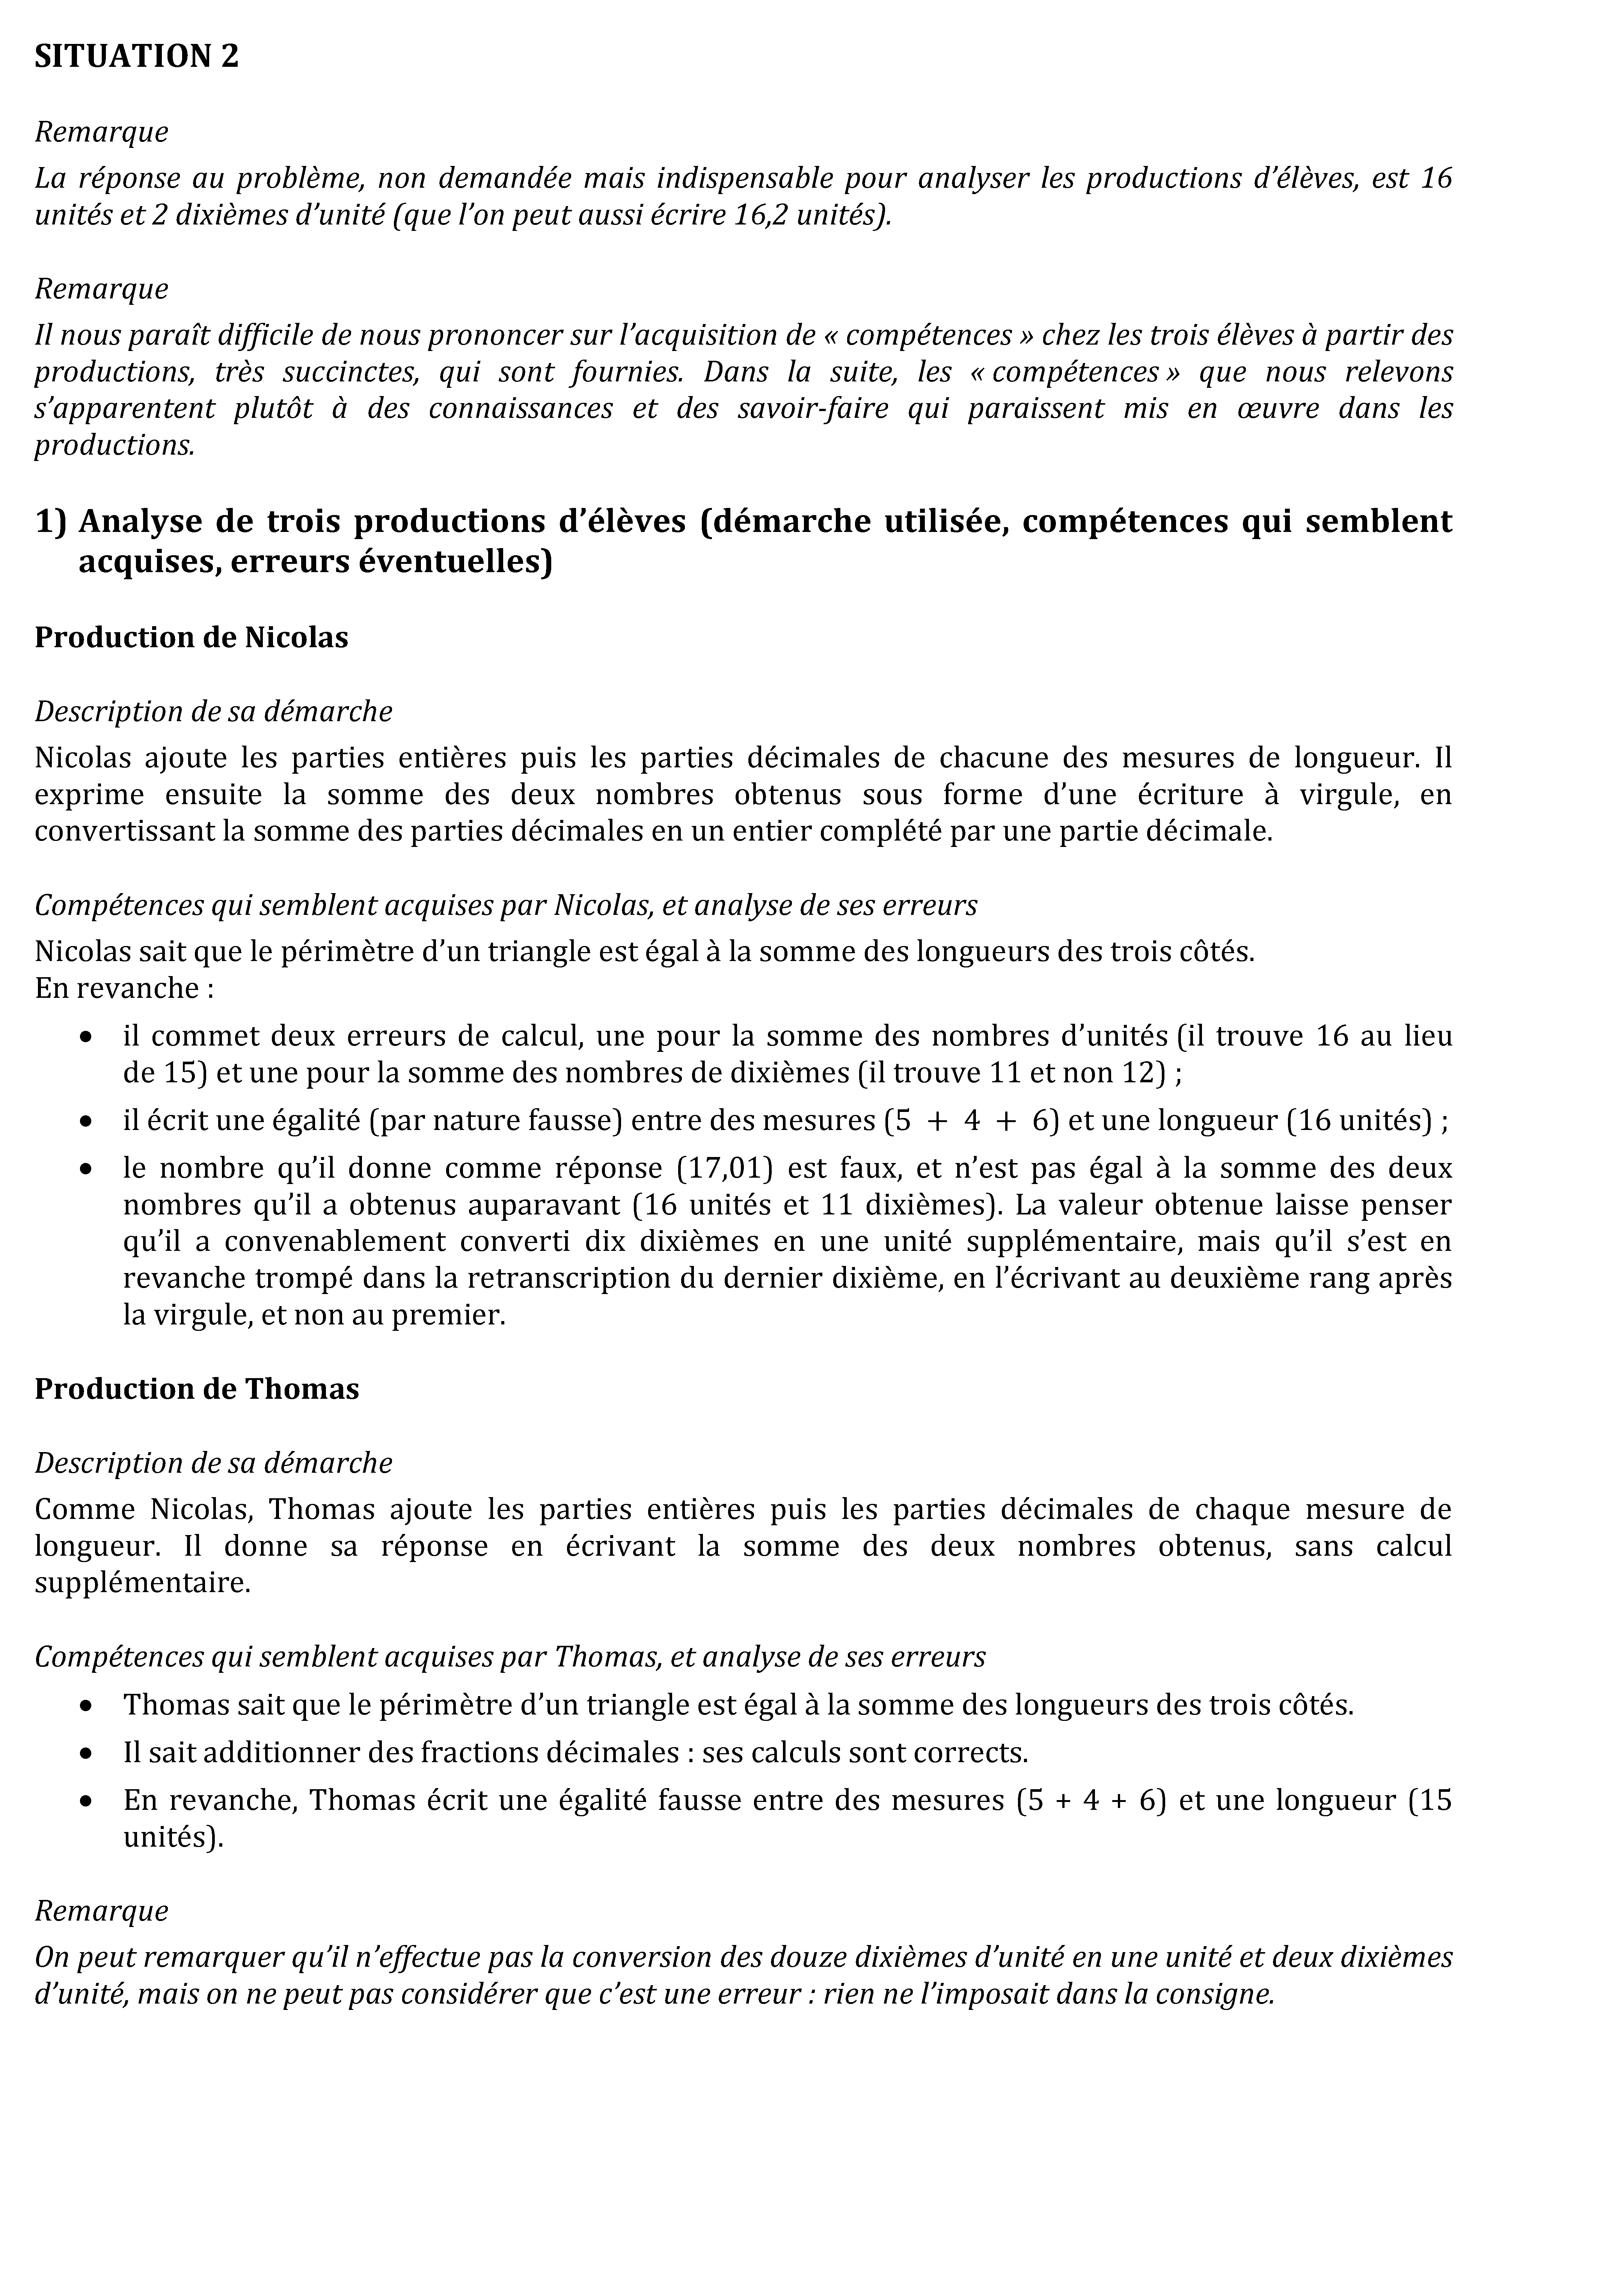 SITUATION 2
Remarque
La réponse au problème, non demandée mais indispensable pour analyser les productions d’élèves, est 16
unités et 2 dixièmes d’unité (que l’on peut aussi écrire 16,2 unités).
Remarque
Il nous paraît difficile de nous prononcer sur l’acquisition de « compétences » chez les trois élèves à partir des
productions, très succinctes, qui sont fournies. Dans la suite, les « compétences » que nous relevons
s’apparentent plutôt à des connaissances et des savoir-faire qui paraissent mis en œuvre dans les
productions.
1) Analyse de trois productions d’élèves (démarche utilisée, compétences qui semblent
acquises, erreurs éventuelles)
Production de Nicolas
Description de sa démarche
Nicolas ajoute les parties entières puis les parties décimales de chacune des mesures de longueur. Il
exprime ensuite la somme des deux nombres obtenus sous forme d’une écriture à virgule, en
convertissant la somme des parties décimales en un entier complété par une partie décimale.
Compétences qui semblent acquises par Nicolas, et analyse de ses erreurs
Nicolas sait que le périmètre d’un triangle est égal à la somme des longueurs des trois côtés.
En revanche :
• il commet deux erreurs de calcul, une pour la somme des nombres d’unités (il trouve 16 au lieu
de 15) et une pour la somme des nombres de dixièmes (il trouve 11 et non 12) ;
• il écrit une égalité (par nature fausse) entre des mesures (5 + 4 + 6) et une longueur (16 unités) ;
• le nombre qu’il donne comme réponse (17,01) est faux, et n’est pas égal à la somme des deux
nombres qu’il a obtenus auparavant (16 unités et 11 dixièmes). La valeur obtenue laisse penser
qu’il a convenablement converti dix dixièmes en une unité supplémentaire, mais qu’il s’est en
revanche trompé dans la retranscription du dernier dixième, en l’écrivant au deuxième rang après
la virgule, et non au premier.
Production de Thomas
Description de sa démarche
Comme Nicolas, Thomas ajoute les parties entières puis les parties décimales de chaque mesure de
longueur. Il donne sa réponse en écrivant la somme des deux nombres obtenus, sans calcul
supplémentaire.
Compétences qui semblent acquises par Thomas, et analyse de ses erreurs
• Thomas sait que le périmètre d’un triangle est égal à la somme des longueurs des trois côtés.
• Il sait additionner des fractions décimales : ses calculs sont corrects.
• En revanche, Thomas écrit une égalité fausse entre des mesures (5 + 4 + 6) et une longueur (15
unités).
Remarque
On peut remarquer qu’il n’effectue pas la conversion des douze dixièmes d’unité en une unité et deux dixièmes
d’unité, mais on ne peut pas considérer que c’est une erreur : rien ne l’imposait dans la consigne.